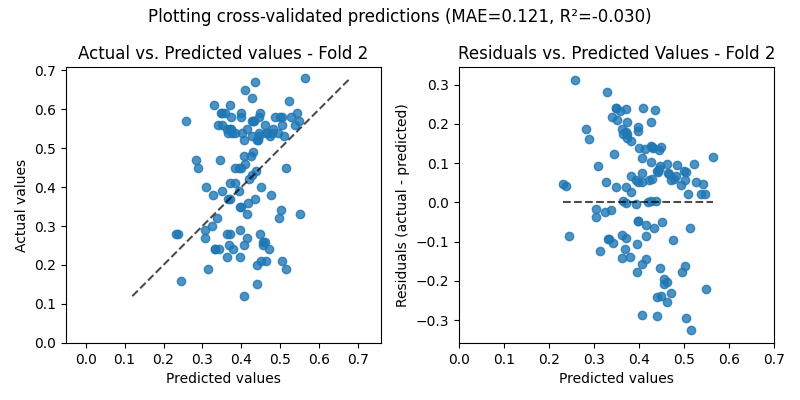 Plotting cross-validated predictions (MAE=0.121, R²=-0.030)
Actual vs. Predicted values - Fold 2
Actual values
0.7
0.6
0.5
0.4
0.3
0.2
0.1
0.0
0.0 0.1 0.2 0.3 0.4 0.5 0.6 0.7
Predicted values
Residuals vs. Predicted Values - Fold 2
Residuals (actual - predicted)
0.3
0.2
0.1
0.0
−0.1
−0.2
−0.3
0.0 0.1 0.2 0.3 0.4 0.5 0.6 0.7
Predicted values